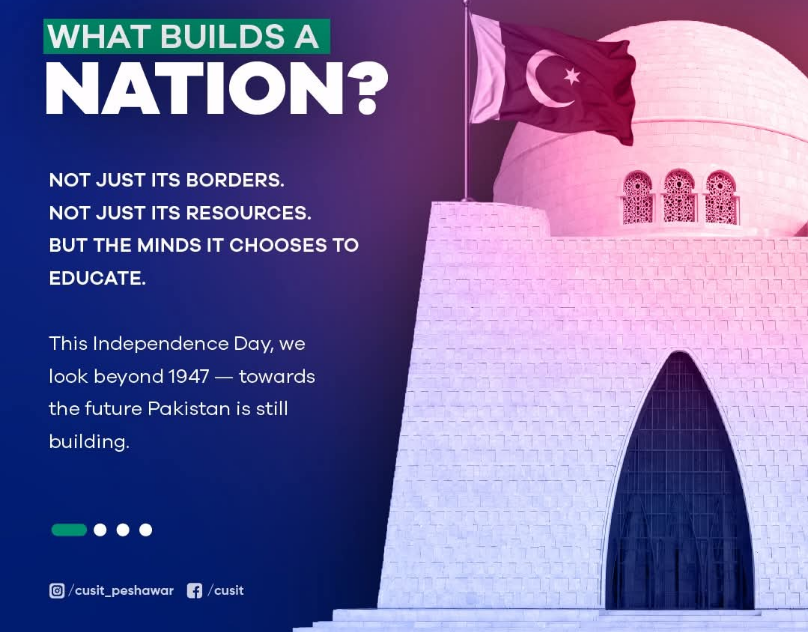 WHAT BUILDS A
NATION?
NOT JUST ITS BORDERS.
NOT JUST ITS RESOURCES.
BUT THE MINDS IT CHOOSES TO
EDUCATE.
This Independence Day, we
look beyond 1947 — towards
the future Pakistan is still
building.
/cusit_peshawar /cusit